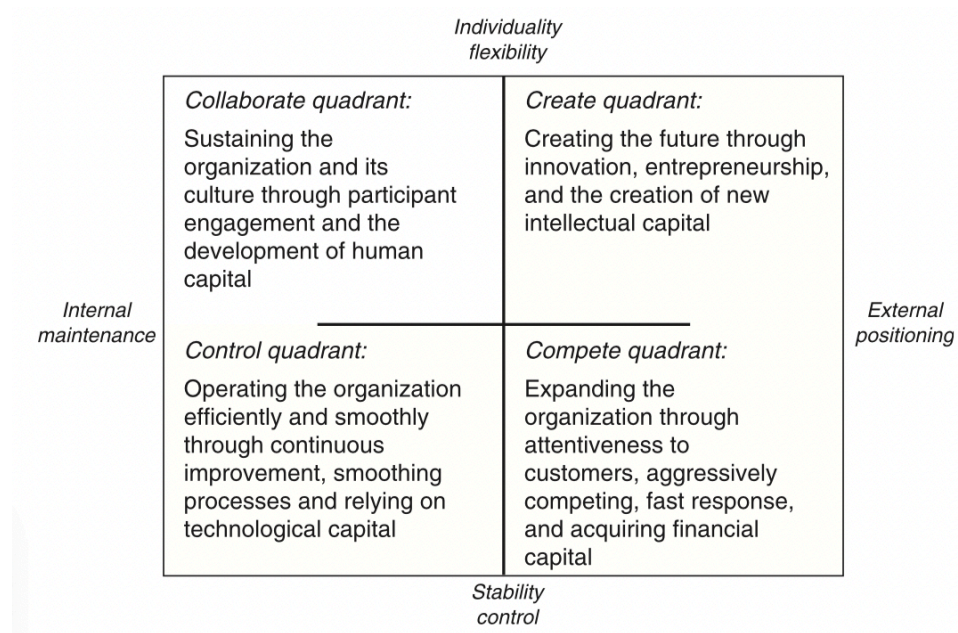 Individuality
flexibility
Collaborate quadrant:
Sustaining the
organization and its
culture through participant
engagement and the
development of human
capital
Create quadrant:
Creating the future through
innovation, entrepreneurship,
and the creation of new
intellectual capital
Internal
maintenance
External
positioning
Control quadrant:
Operating the organization
efficiently and smoothly
through continuous
improvement, smoothing
processes and relying on
technological capital
Compete quadrant:
Expanding the
organization through
attentiveness to
customers, aggressively
competing, fast response,
and acquiring financial
capital
Stability
control